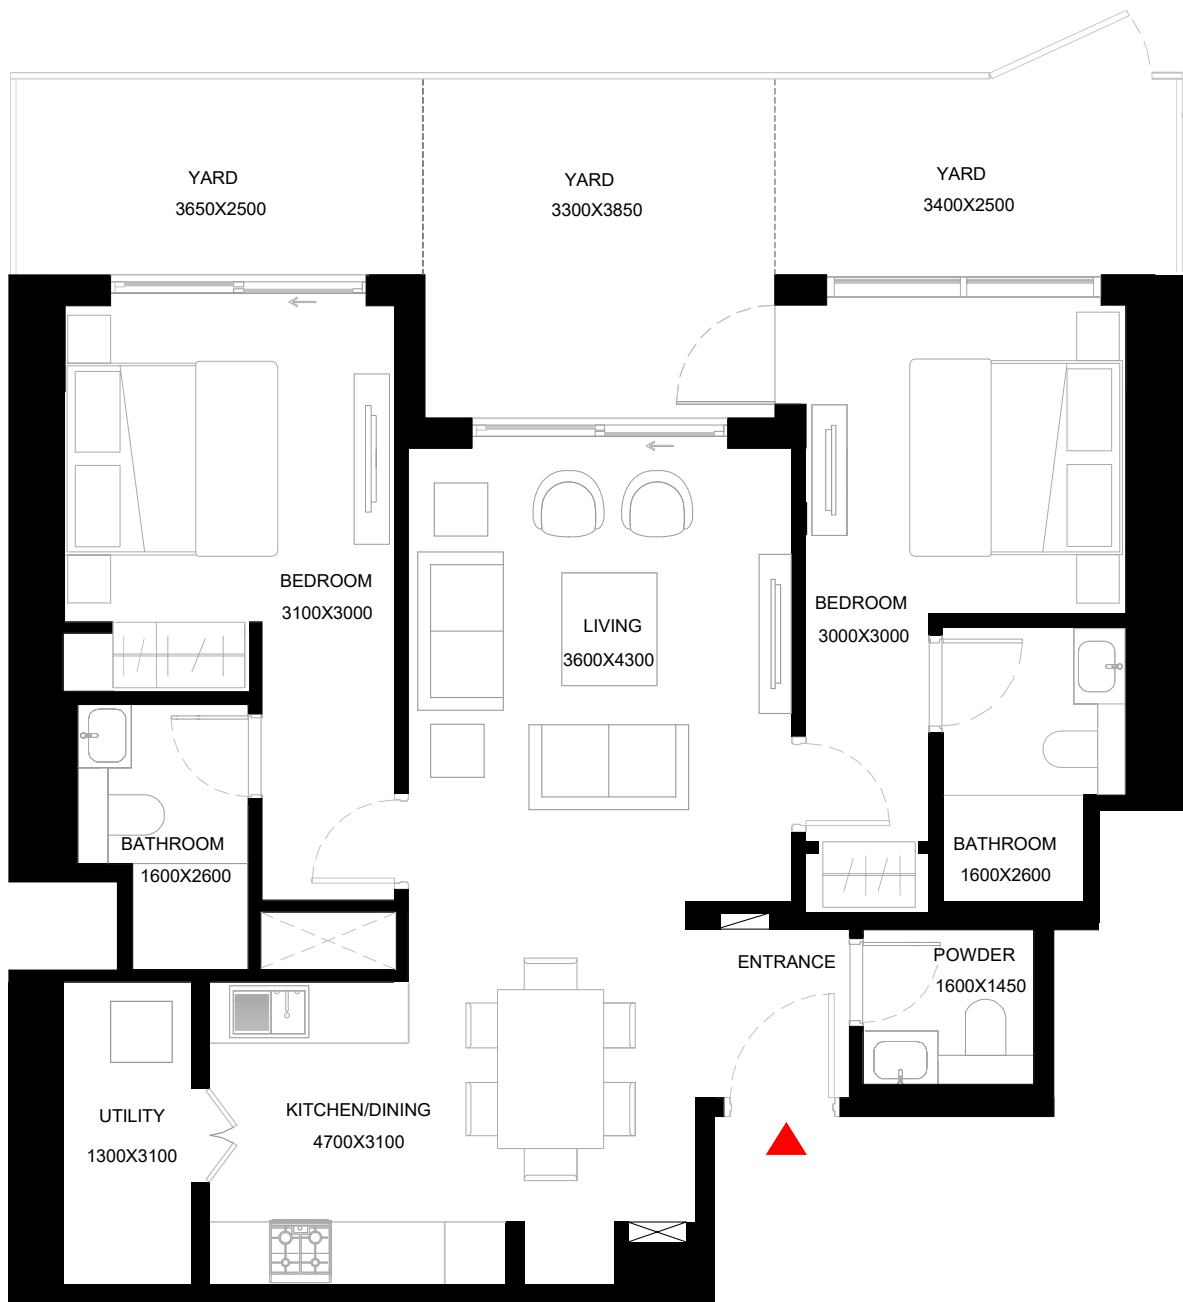 YARD
3650X2500
YARD
3300X3850
YARD
3400X2500
BEDROOM
3100X3000
LIVING
3600X4300
BEDROOM
3000X3000
BATHROOM
1600X2600
BATHROOM
1600X2600
ENTRANCE
POWDER
1600X1450
UTILITY
1300X3100
KITCHEN/DINING
4700X3100